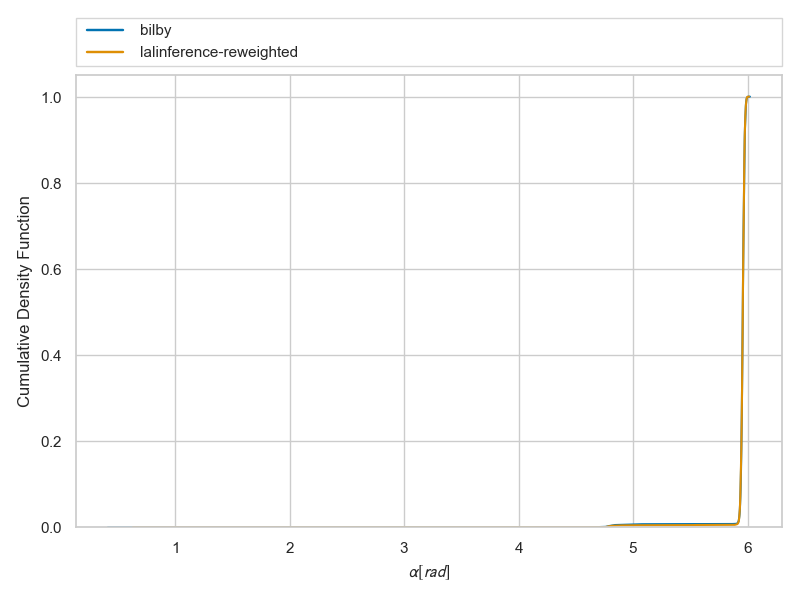 bilby
lalinference-reweighted
1.0
0.8
0.6
0.4
0.2
0.0
Cumulative Density Function
1 2 3 4 5 6
α[rad]